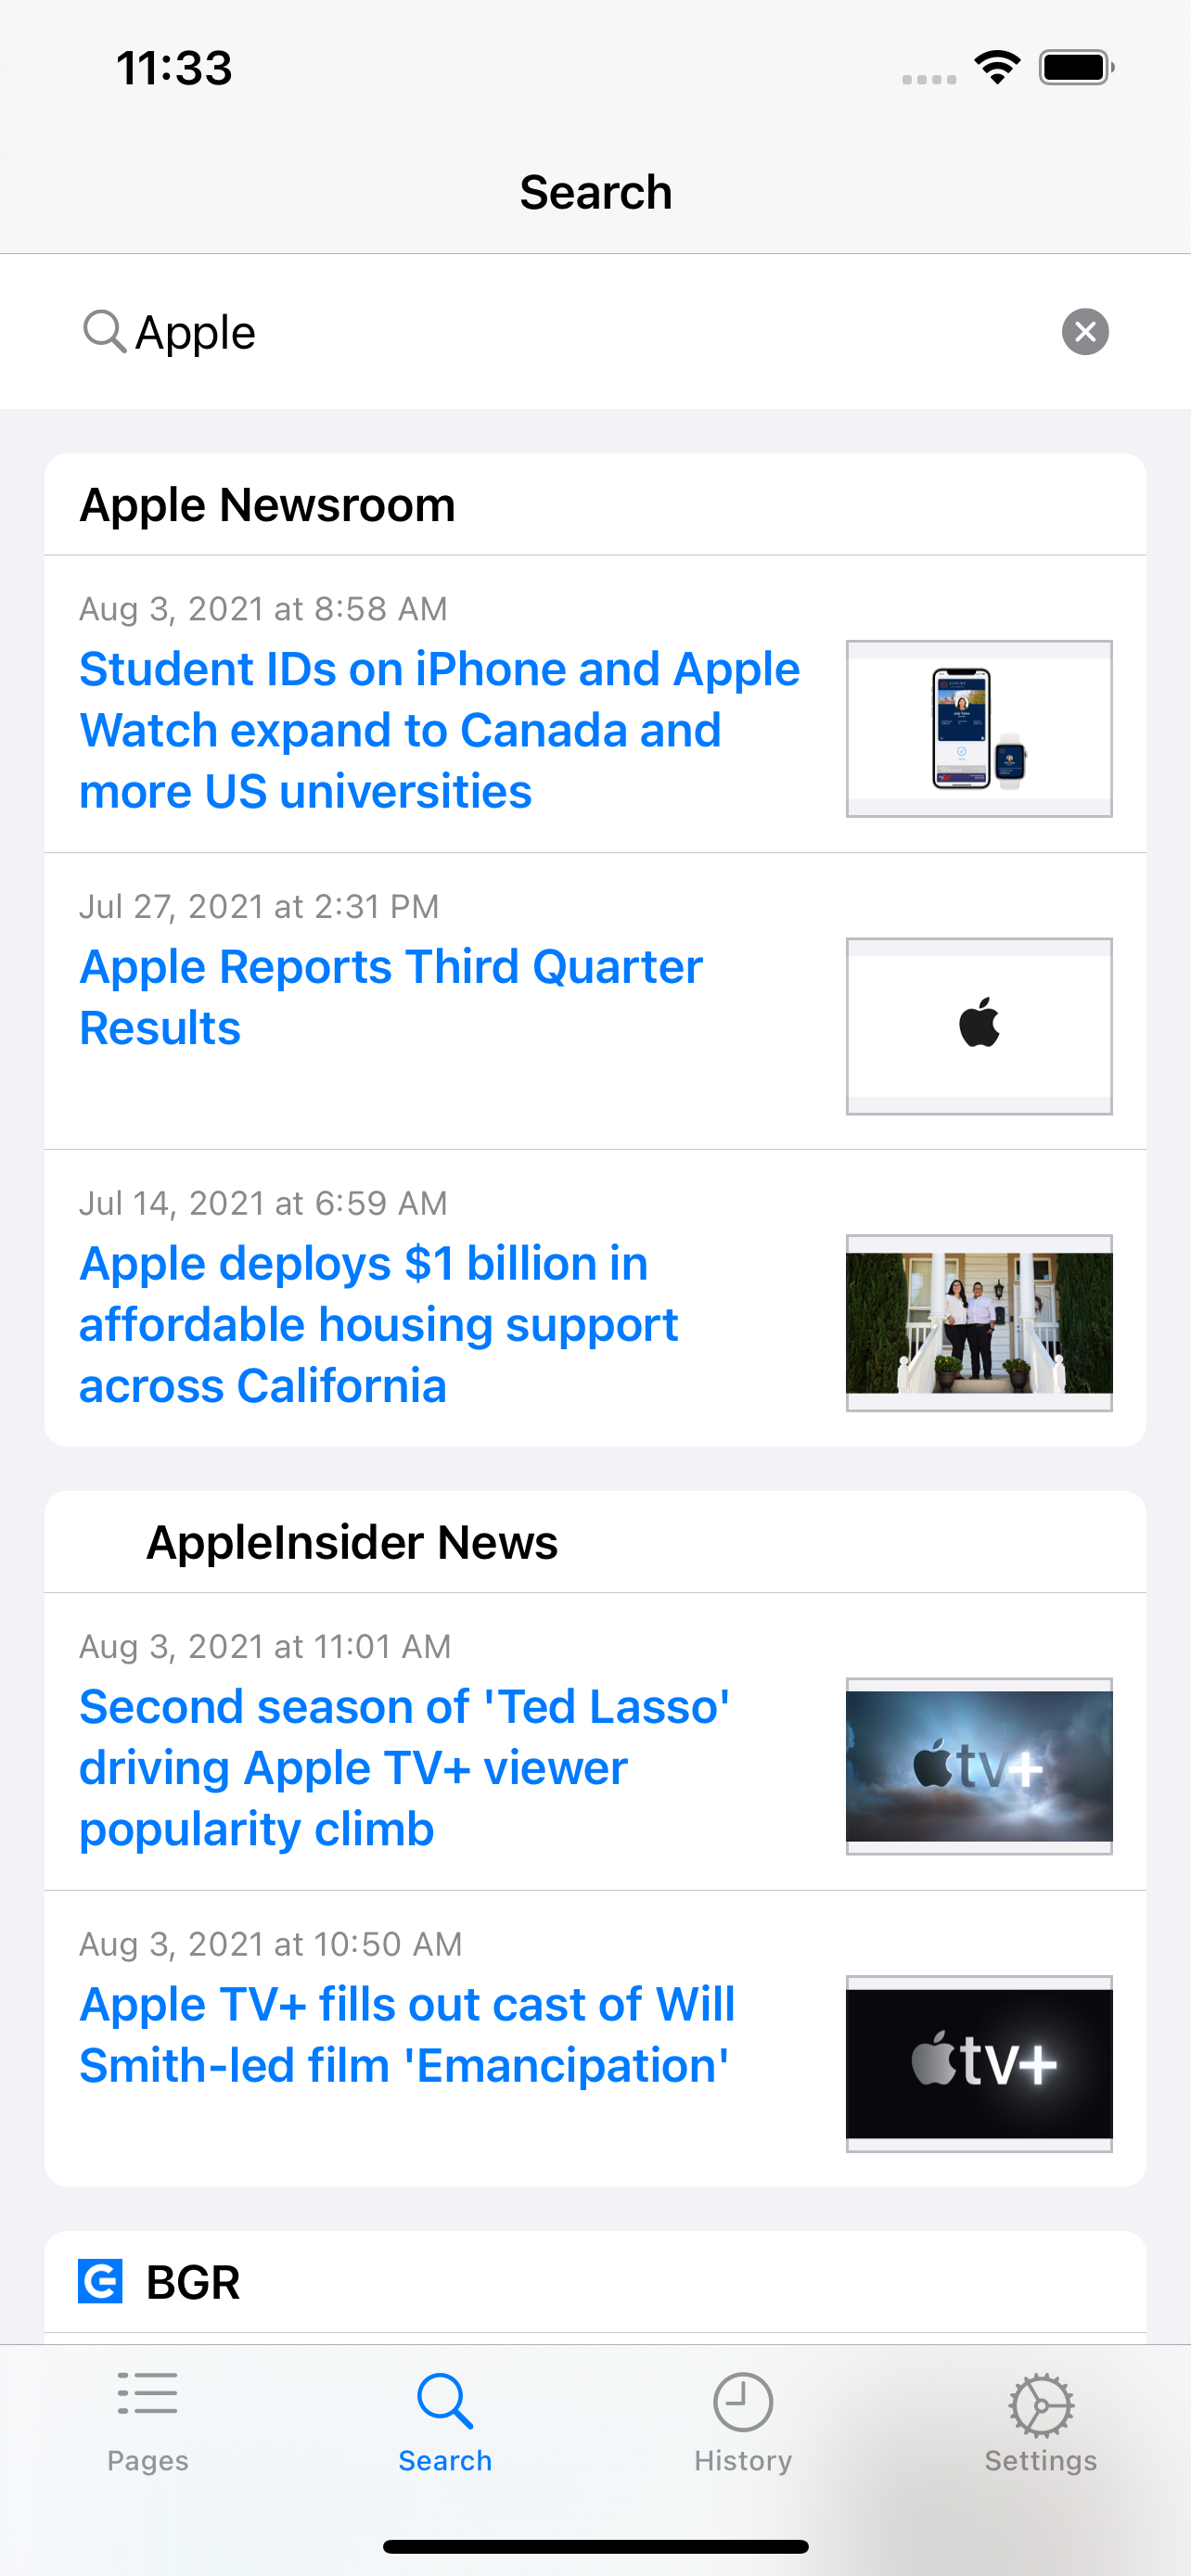 11:33
Search
Apple
Apple Newsroom
Aug 3, 2021 at 8:58 AM
Student IDs on iPhone and Apple
Watch expand to Canada and
more US universities
Jul 27, 2021 at 2:31 PM
Apple Reports Third Quarter
Results
Jul 14, 2021 at 6:59 AM
Apple deploys $1 billion in
affordable housing support
across California
AppleInsider News
Aug 3, 2021 at 11:01 AM
Second season of 'Ted Lasso'
driving Apple TV+ viewer
popularity climb
tv+
Aug 3, 2021 at 10:50 AM
Apple TV+ fills out cast of Will
Smith-led film 'Emancipation'
tv+
BGR
Pages
Search
History
Settings